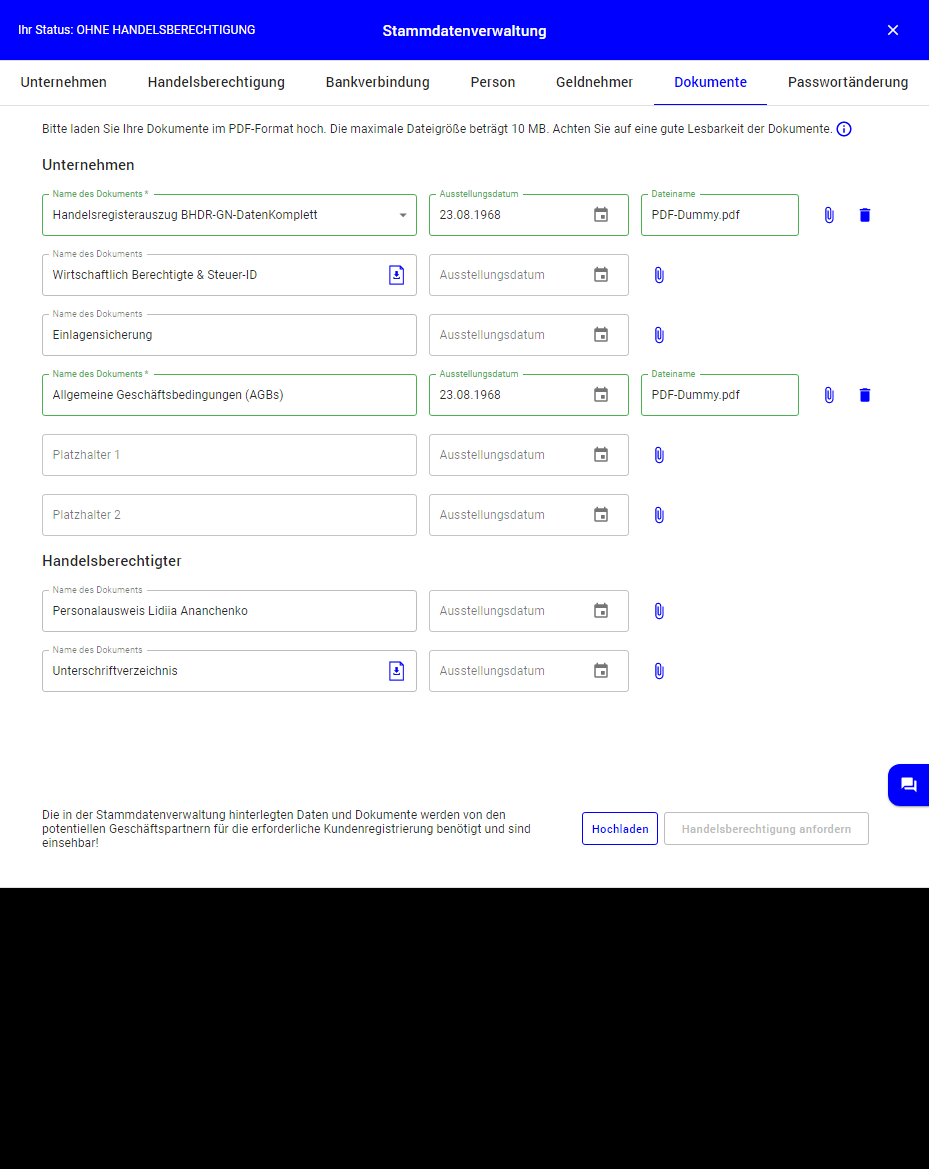 Ihr Status: OHNE HANDELSBERECHTIGUNG
Stammdatenverwaltung
Unternehmen Handelsberechtigung Bankverbindung Person Geldnehmer Dokumente Passwortänderung
Bitte laden Sie Ihre Dokumente im PDF-Format hoch. Die maximale Dateigröße beträgt 10 MB. Achten Sie auf eine gute Lesbarkeit der Dokumente.
Unternehmen
Name des Dokuments * Ausstellungsdatum Dateiname
Handelsregisterauszug BHDR-GN-DatenKomplett 23.08.1968 PDF-Dummy.pdf
Name des Dokuments
Wirtschaftlich Berechtigte & Steuer-ID Ausstellungsdatum
Name des Dokuments
Einlagensicherung Ausstellungsdatum
Name des Dokuments * Ausstellungsdatum Dateiname
Allgemeine Geschäftsbedingungen (AGBs) 23.08.1968 PDF-Dummy.pdf
Platzhalter 1 Ausstellungsdatum
Platzhalter 2 Ausstellungsdatum
Handelsberechtigter
Name des Dokuments
Personalausweis Lidiia Ananchenko Ausstellungsdatum
Name des Dokuments
Unterschriftverzeichnis Ausstellungsdatum
Die in der Stammdatenverwaltung hinterlegten Daten und Dokumente werden von den
potentiellen Geschäftspartnern für die erforderliche Kundenregistrierung benötigt und sind
einsehbar!
Hochladen Handelsberechtigung anfordern